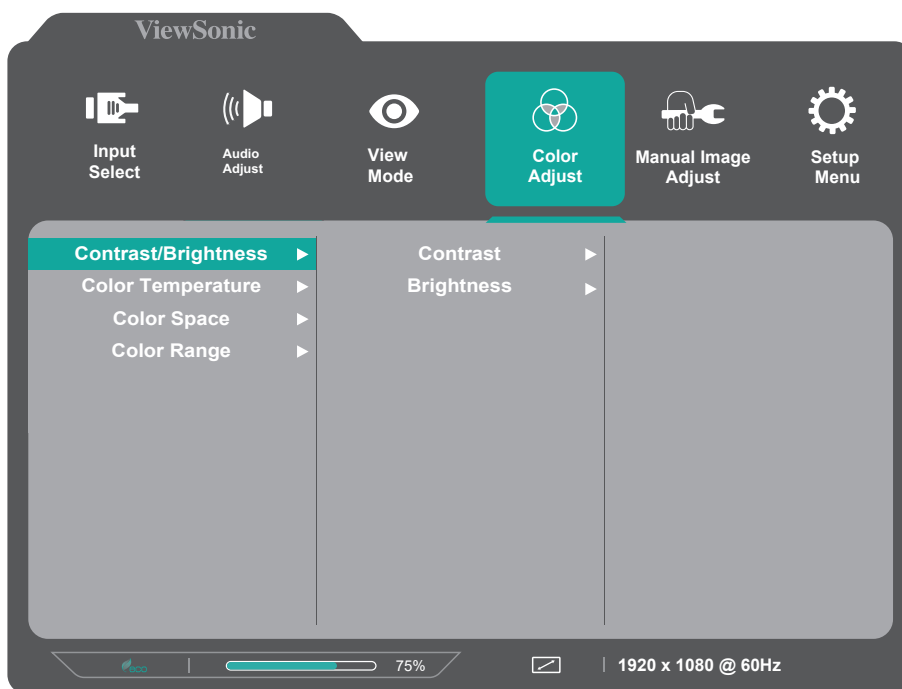 ViewSonic
Input
Select
Audio
Adjust
View
Mode
Color
Adjust
Manual Image
Adjust
Setup
Menu
Contrast/Brightness
Color Temperature
Color Space
Color Range
Contrast
Brightness
eco
75%
1920 x 1080 @ 60Hz